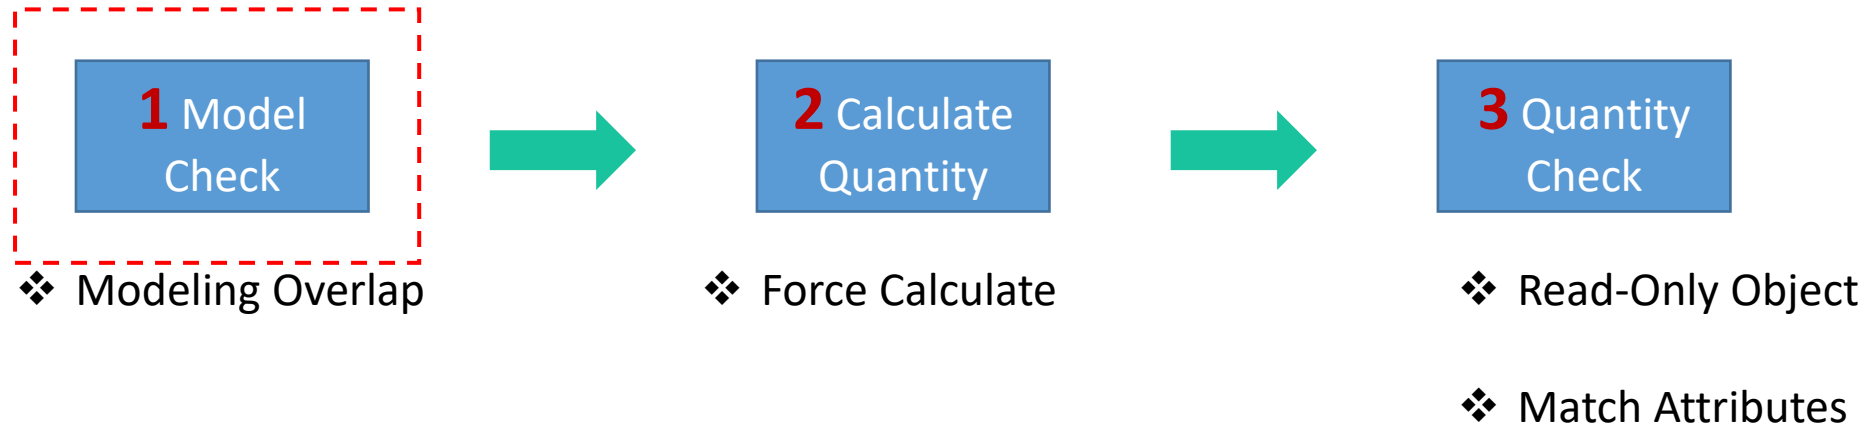 1 Model
Check
2 Calculate
Quantity
3 Quantity
Check
❖ Modeling Overlap
❖ Force Calculate
❖ Read-Only Object
❖ Match Attributes